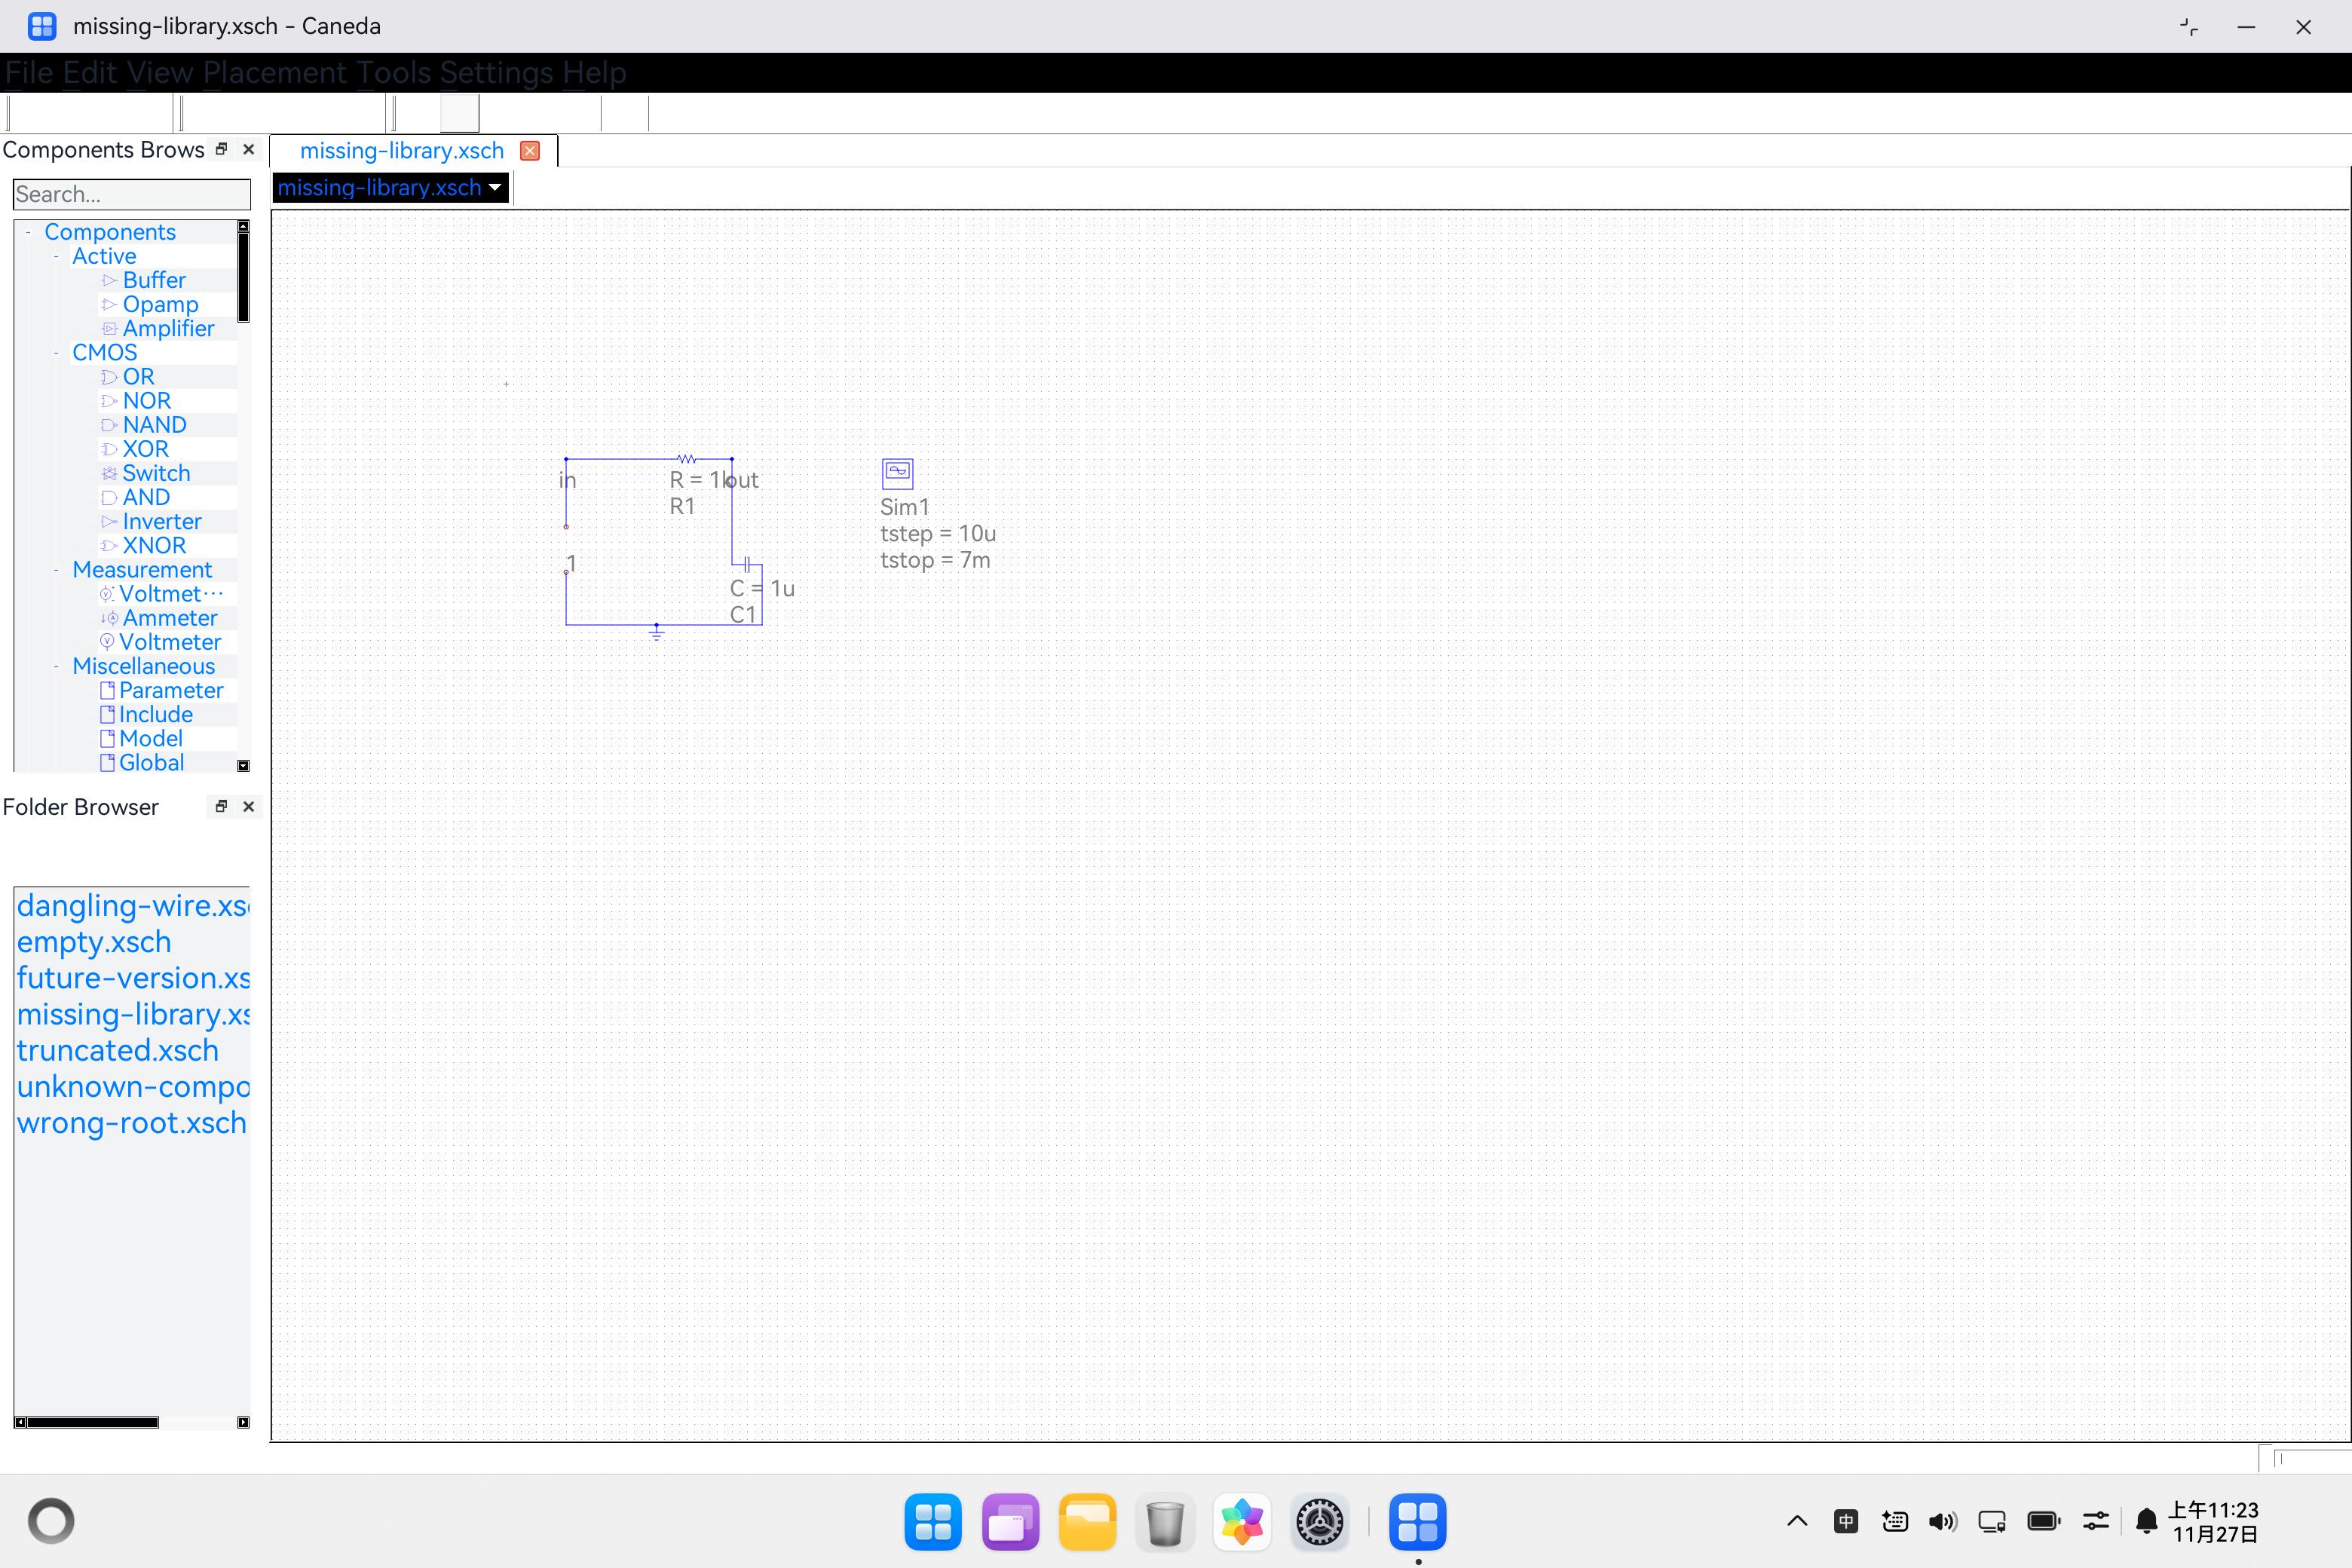 missing-library.xsch - Caneda
File Edit View Placement Tools Settings Help
Components Brows
missing-library.xsch
Search...
missing-library.xsch
Components
Active
Buffer
Opamp
Amplifier
CMOS
OR
NOR
NAND
XOR
Switch
AND
Inverter
XNOR
Measurement
Voltmet···
Ammeter
Voltmeter
Miscellaneous
Parameter
Include
Model
Global
in
R = 1k
out
R1
1
C = 1u
C1
Sim1
tstep = 10u
tstop = 7m
Folder Browser
dangling-wire.xs
empty.xsch
future-version.xs
missing-library.xs
truncated.xsch
unknown-compo
wrong-root.xsch
中
上午11:23
11月27日